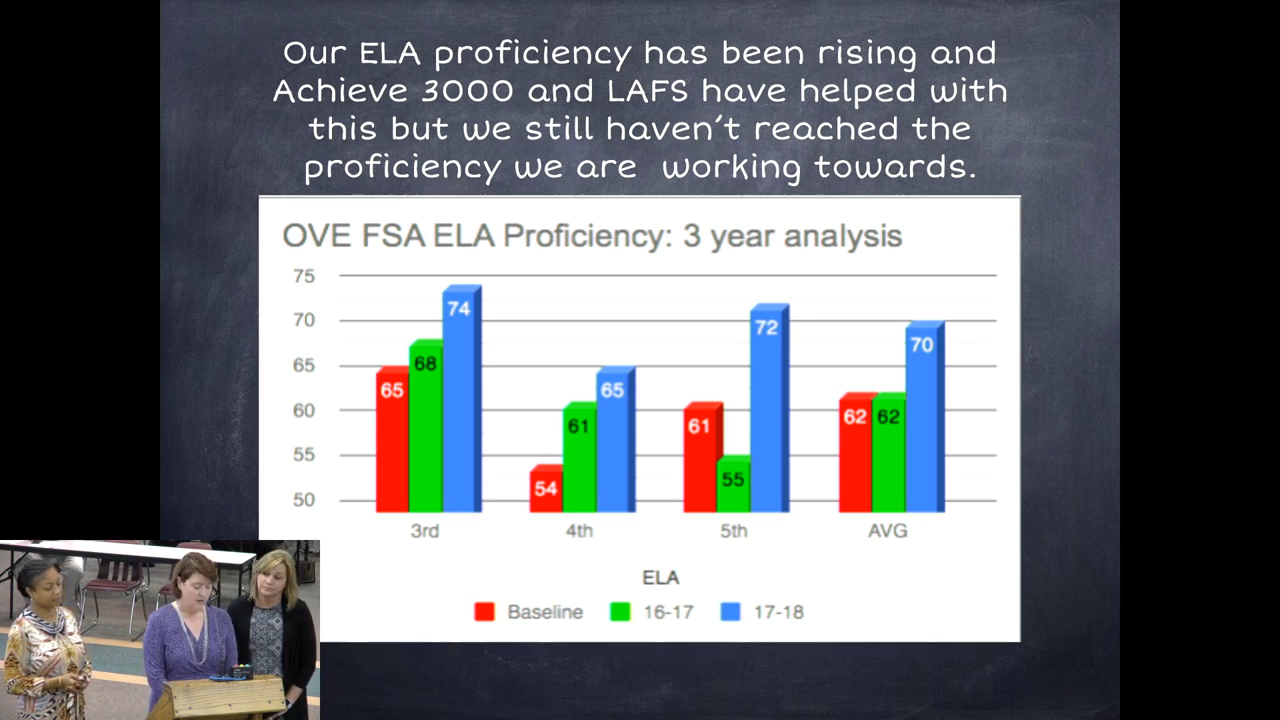 Our ELA proficiency has been rising and
Achieve 3000 and LAFS have helped with
this but we still haven't reached the
proficiency we are  working towards.
OVE FSA ELA Proficiency: 3 year analysis
75
70
65
60
55
50
65
68
74
54
61
65
61
55
72
62
62
70
3rd
4th
5th
AVG
ELA
Baseline
16-17
17-18